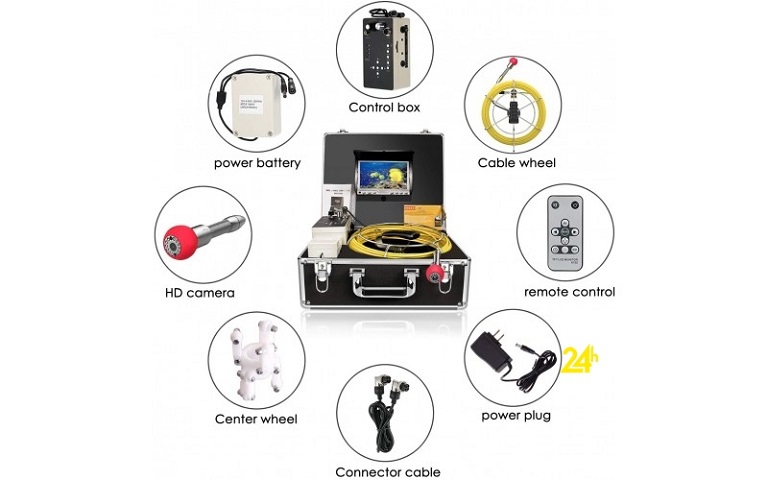 Control box
power battery
Cable wheel
HD camera
remote control
Center wheel
24h
power plug
Connector cable